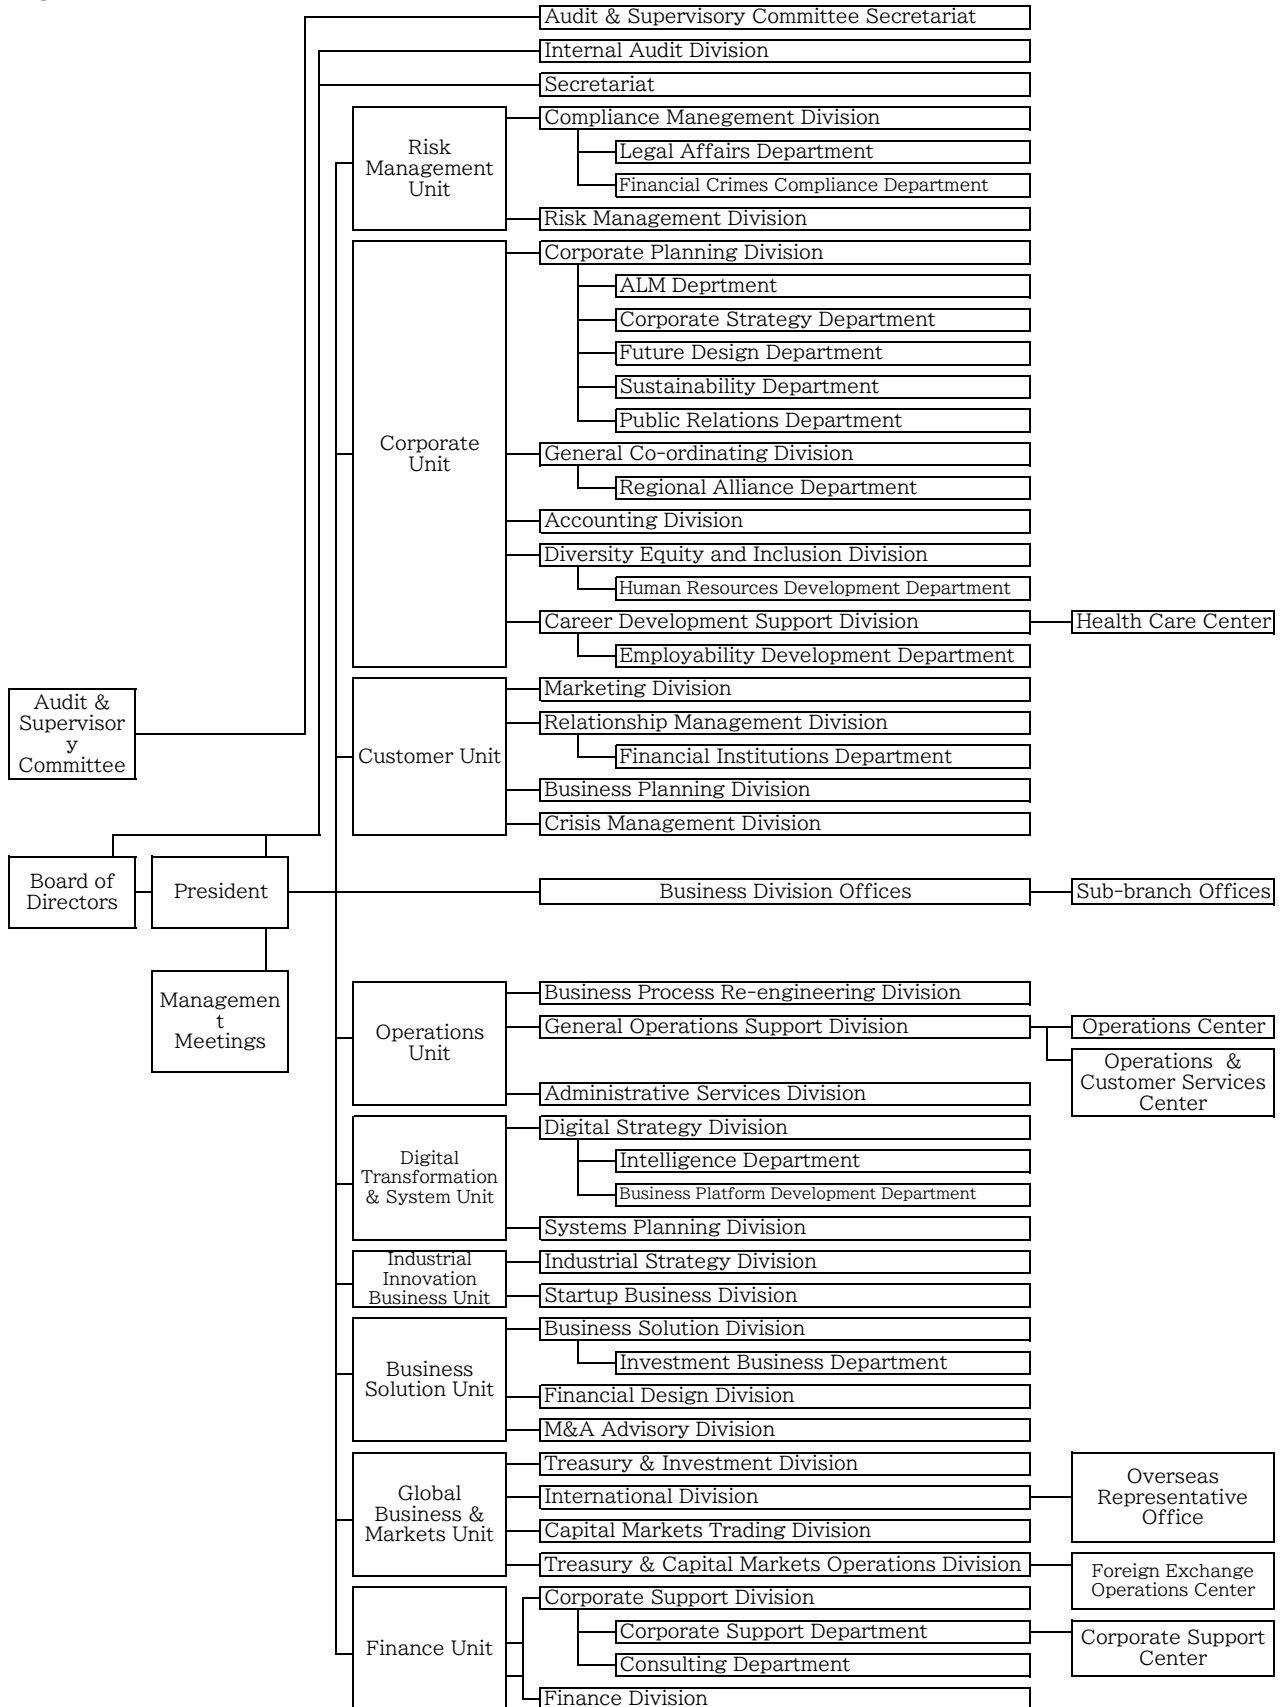 Audit & Supervisory Committee Secretariat
Internal Audit Division
Secretariat
Risk
Management
Unit
Compliance Manegement Division
Legal Affairs Department
Financial Crimes Compliance Department
Risk Management Division
Corporate
Unit
Corporate Planning Division
ALM Deprtment
Corporate Strategy Department
Future Design Department
Sustainability Department
Public Relations Department
General Co-ordinating Division
Regional Alliance Department
Accounting Division
Diversity Equity and Inclusion Division
Human Resources Development Department
Career Development Support Division
Health Care Center
Employability Development Department
Audit &
Supervisor
y
Committee
Customer Unit
Marketing Division
Relationship Management Division
Financial Institutions Department
Business Planning Division
Crisis Management Division
Board of
Directors
President
Business Division Offices
Sub-branch Offices
Managemen
t
Meetings
Operations
Unit
Business Process Re-engineering Division
General Operations Support Division
Operations Center
Operations &
Customer Services
Center
Administrative Services Division
Digital
Transformation
& System Unit
Digital Strategy Division
Intelligence Department
Business Platform Development Department
Systems Planning Division
Industrial
Innovation
Business Unit
Industrial Strategy Division
Startup Business Division
Business
Solution Unit
Business Solution Division
Investment Business Department
Financial Design Division
M&A Advisory Division
Global
Business &
Markets Unit
Treasury & Investment Division
International Division
Overseas
Representative
Office
Capital Markets Trading Division
Treasury & Capital Markets Operations Division
Foreign Exchange
Operations Center
Finance Unit
Corporate Support Division
Corporate Support Department
Corporate Support
Center
Consulting Department
Finance Division